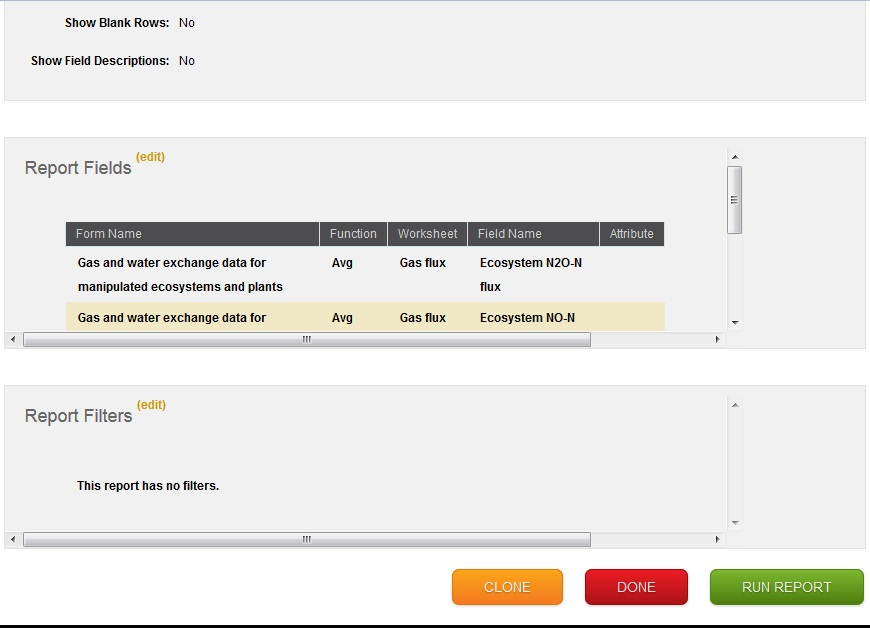 Show Blank Rows: No
Show Field Descriptions: No
Report Fields (edit)
Form Name Function Worksheet Field Name Attribute
Gas and water exchange data for Avg Gas flux Ecosystem N2O-N
manipulated ecosystems and plants flux
Gas and water exchange data for Avg Gas flux Ecosystem NO-N
Report Filters (edit)
This report has no filters.
CLONE DONE RUN REPORT